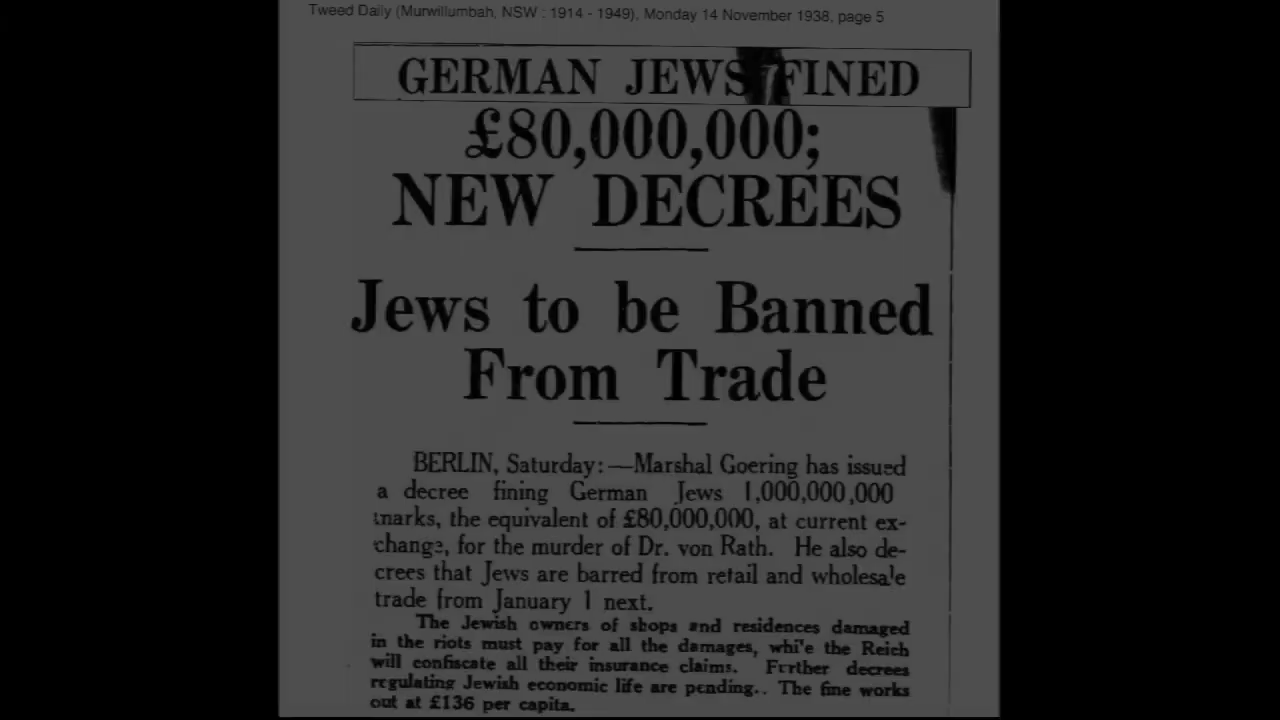 Tweed Daily (Murwillumbah, NSW : 1914 - 1949), Monday 14 November 1938, page 5
GERMAN JEWS FINED
£80,000,000;
NEW DECREES
Jews to be Banned
From Trade
BERLIN, Saturday:—Marshal Goering has issued
a decree fining German Jews 1,000,000,000
marks, the equivalent of £80,000,000, at current ex-
change, for the murder of Dr. von Rath. He also de-
crees that Jews are barred from retail and wholesale
trade from January 1 next.
The Jewish owners of shops and residences damaged
in the riots must pay for all the damages, while the Reich
will confiscate all their insurance claims. Further decrees
regulating Jewish economic life are pending.. The fine works
out at £136 per capita.